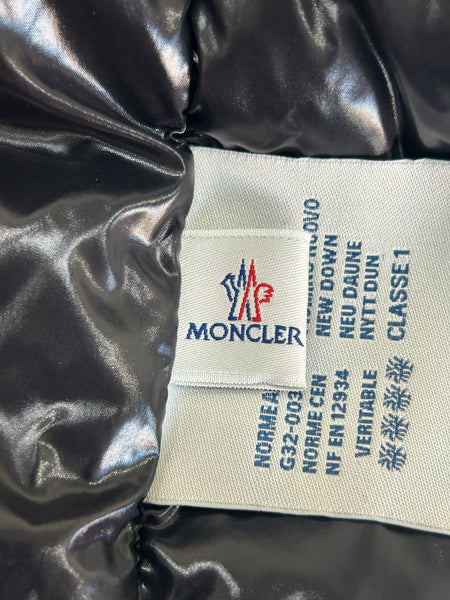 MONCLER
NORME
G32-003
NORME CEN
NF EN 12934
VERITABLE
NEW DOWN
NEU DAUNE
NYTT DUN
CLASSE 1